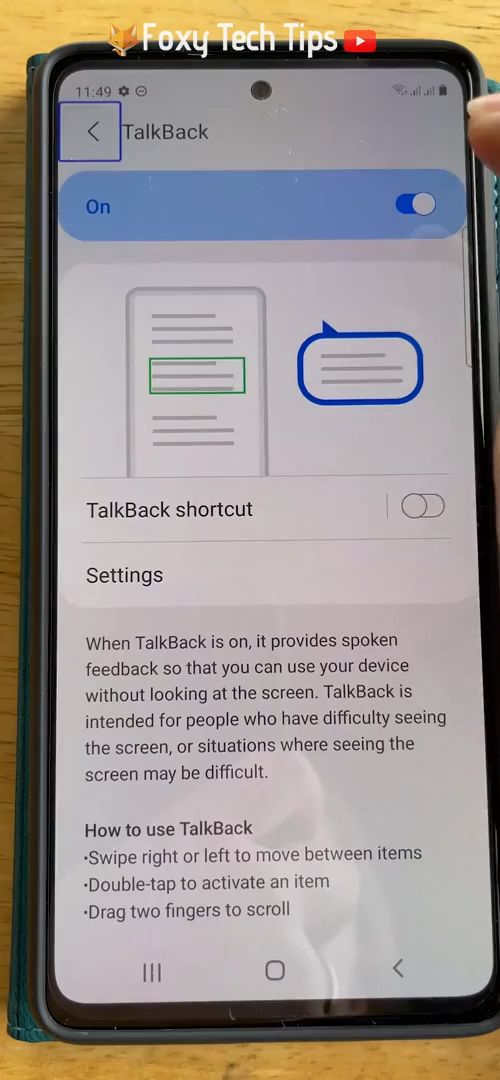 Foxy Tech Tips
11:49
TalkBack
On
TalkBack shortcut
Settings
When TalkBack is on, it provides spoken
feedback so that you can use your device
without looking at the screen. TalkBack is
intended for people who have difficulty seeing
the screen, or situations where seeing the
screen may be difficult.
How to use TalkBack
•Swipe right or left to move between items
•Double-tap to activate an item
•Drag two fingers to scroll